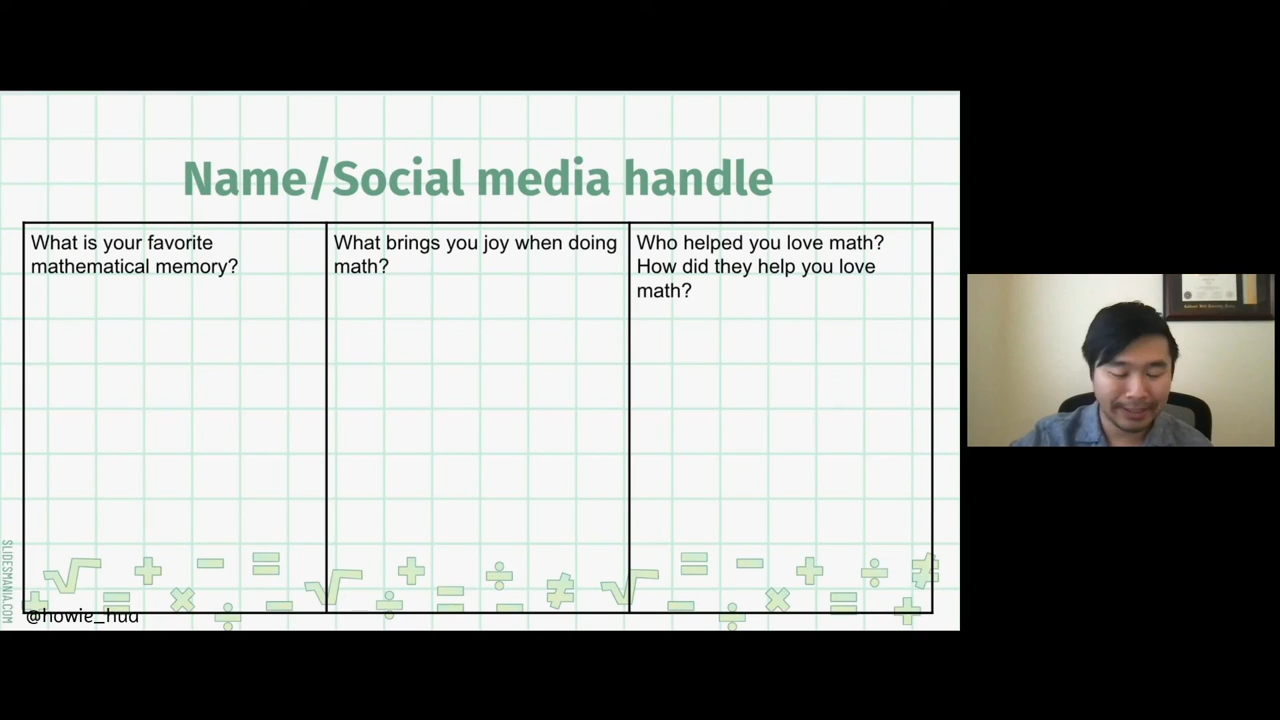 Name/Social media handle
What is your favorite
mathematical memory?
What brings you joy when doing
math?
Who helped you love math?
How did they help you love
math?
SLIDESMANIA.COM
@howie_hua